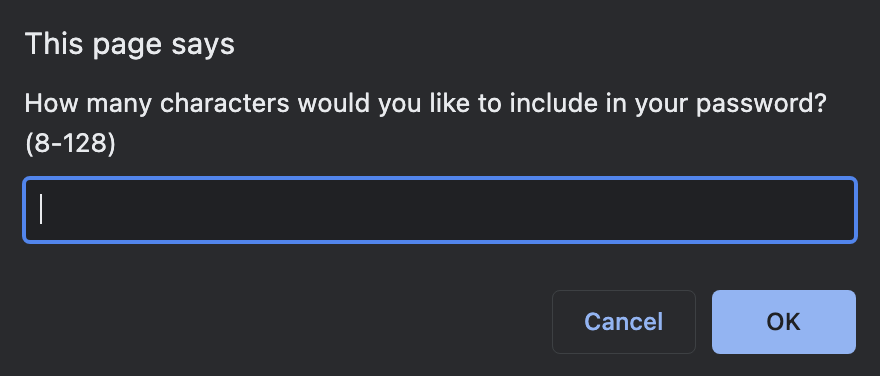 This page says
How many characters would you like to include in your password?
(8-128)
Cancel
OK